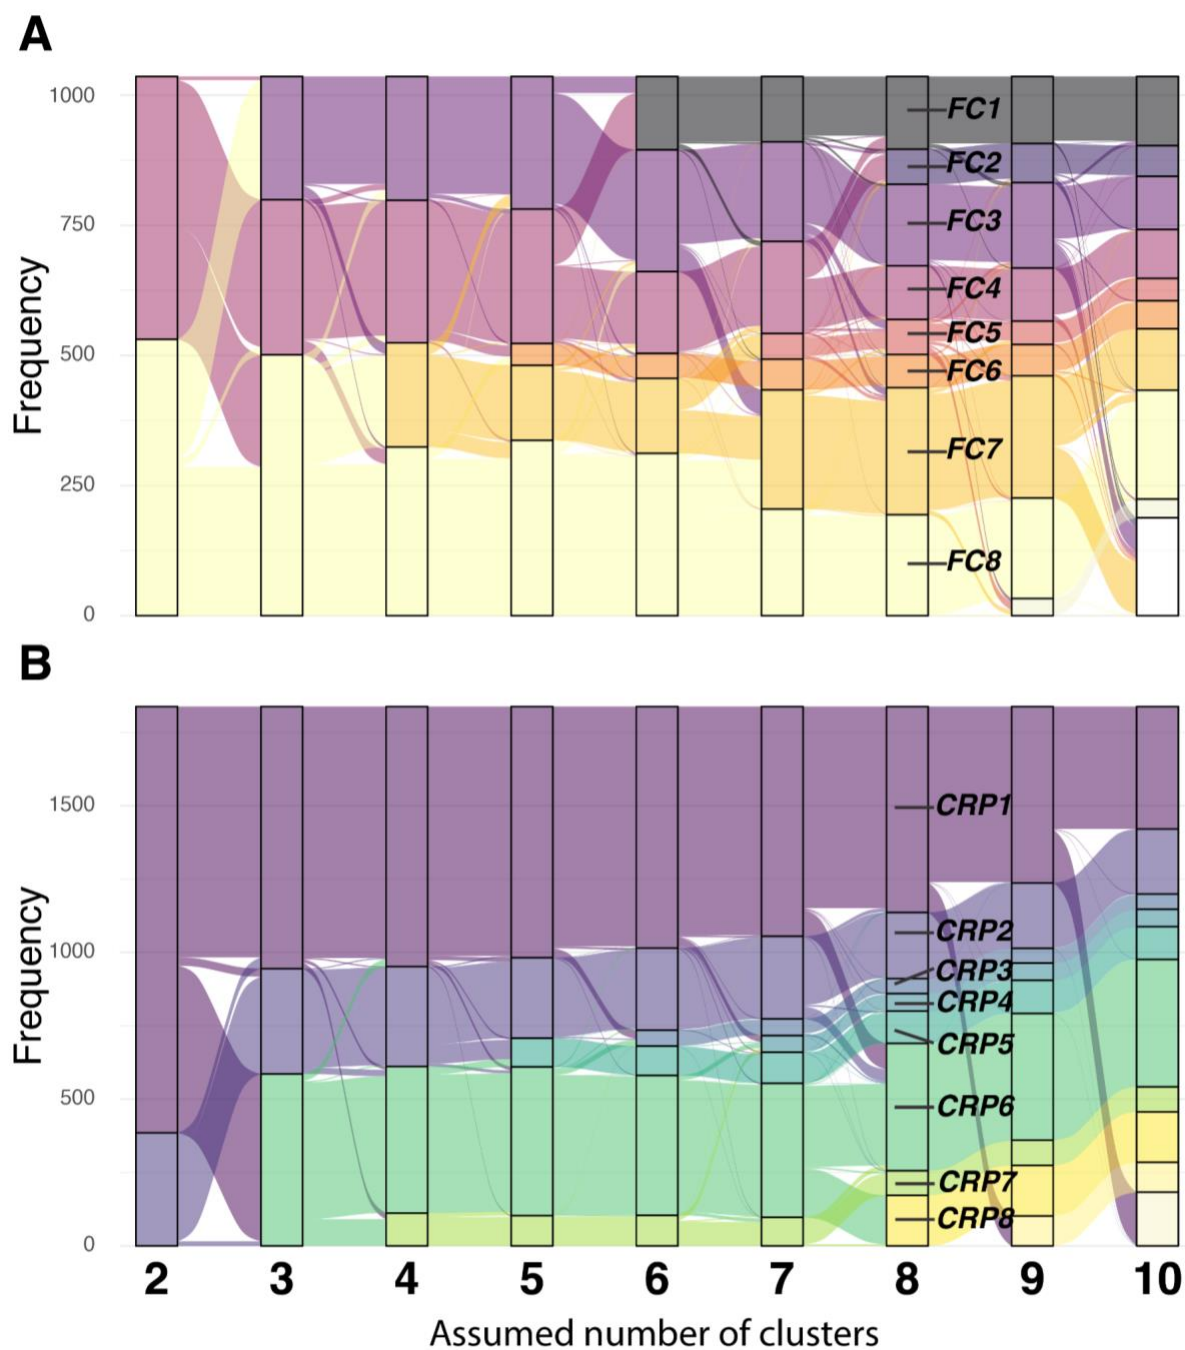 A
1000
750
500
250
0
Frequency
FC1
FC2
FC3
FC4
FC5
FC6
FC7
FC8
B
1500
1000
500
0
Frequency
CRP1
CRP2
CRP3
CRP4
CRP5
CRP6
CRP7
CRP8
2 3 4 5 6 7 8 9 10
Assumed number of clusters